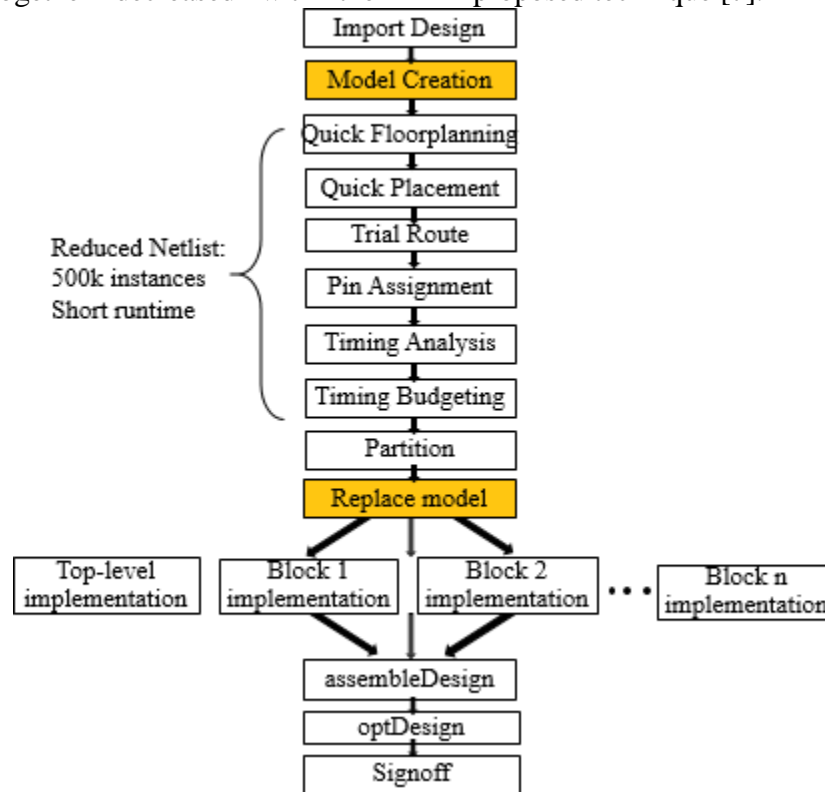 Import Design
Model Creation
Quick Floorplanning
Quick Placement
Trial Route
Reduced Netlist:
500k instances
Short runtime
Pin Assignment
Timing Analysis
Timing Budgeting
Partition
Replace model
Top-level
implementation
Block 1
implementation
Block 2
implementation
Block n
implementation
assembleDesign
optDesign
Signoff